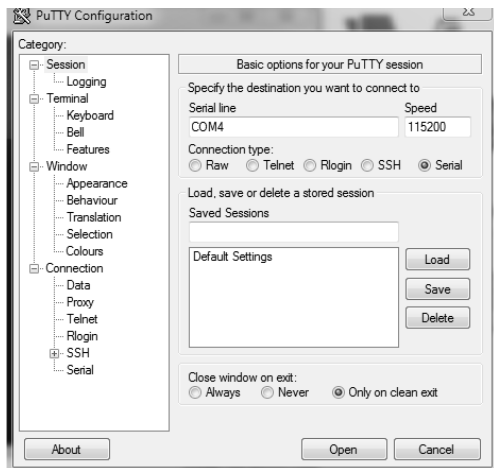 PuTTY Configuration
Category:
Session
Logging
Terminal
Keyboard
Bell
Features
Window
Appearance
Behaviour
Translation
Selection
Colours
Connection
Data
Proxy
Telnet
Rlogin
SSH
Serial
Basic options for your PuTTY session
Specify the destination you want to connect to
Serial line Speed
COM4 115200
Connection type:
Raw Telnet Rlogin SSH Serial
Load, save or delete a stored session
Saved Sessions
Default Settings
Load
Save
Delete
Close window on exit:
Always Never Only on clean exit
About Open Cancel